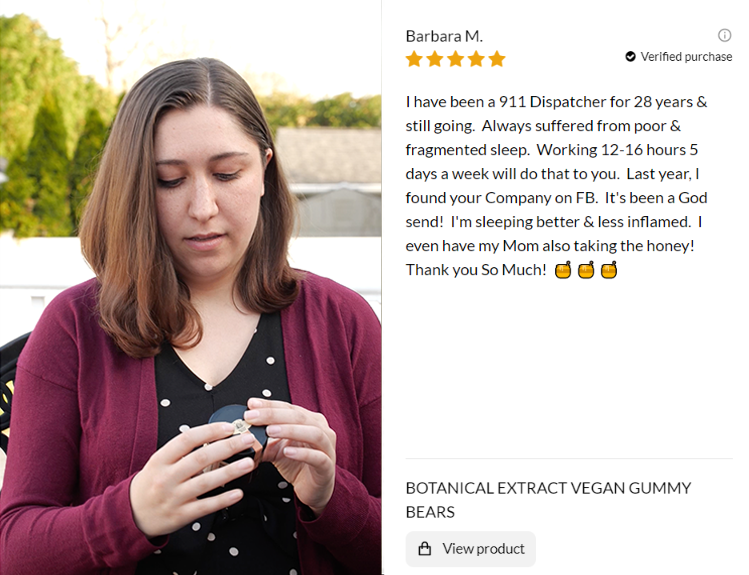 Barbara M.
Verified purchase
I have been a 911 Dispatcher for 28 years &
still going. Always suffered from poor &
fragmented sleep. Working 12-16 hours 5
days a week will do that to you. Last year, I
found your Company on FB. It's been a God
send! I'm sleeping better & less inflamed. I
even have my Mom also taking the honey!
Thank you So Much! 🍯🍯🍯
BOTANICAL EXTRACT VEGAN GUMMY
BEARS
View product